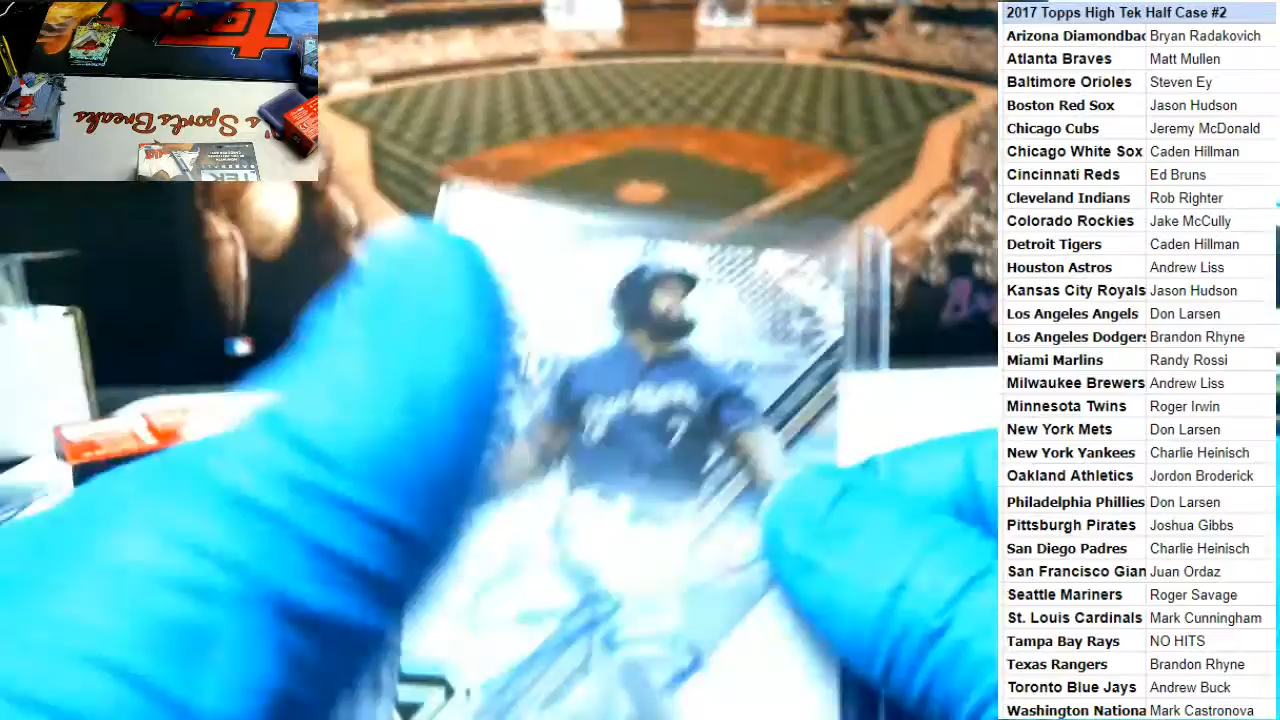 2017 Topps High Tek Half Case #2
Arizona Diamondbac Bryan Radakovich
Atlanta Braves Matt Mullen
Baltimore Orioles Steven Ey
Boston Red Sox Jason Hudson
Chicago Cubs Jeremy McDonald
Chicago White Sox Caden Hillman
Cincinnati Reds Ed Bruns
Cleveland Indians Rob Righter
Colorado Rockies Jake McCully
Detroit Tigers Caden Hillman
Houston Astros Andrew Liss
Kansas City Royals Jason Hudson
Los Angeles Angels Don Larsen
Los Angeles Dodgers Brandon Rhyne
Miami Marlins Randy Rossi
Milwaukee Brewers Andrew Liss
Minnesota Twins Roger Irwin
New York Mets Don Larsen
New York Yankees Charlie Heinisch
Oakland Athletics Jordon Broderick
Philadelphia Phillies Don Larsen
Pittsburgh Pirates Joshua Gibbs
San Diego Padres Charlie Heinisch
San Francisco Gian Juan Ordaz
Seattle Mariners Roger Savage
St. Louis Cardinals Mark Cunningham
Tampa Bay Rays NO HITS
Texas Rangers Brandon Rhyne
Toronto Blue Jays Andrew Buck
Washington Nationa Mark Castronova
's Sports Breaks
TEK
7